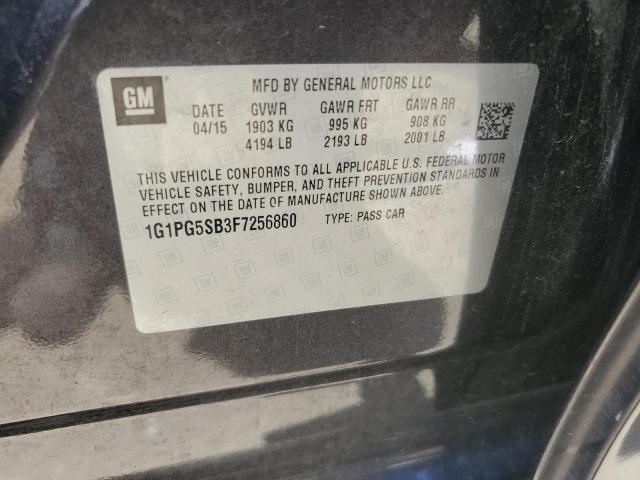 GM
MFD BY GENERAL MOTORS LLC
DATE GVWR GAWR FRT GAWR RR
04/15 1903 KG 995 KG 908 KG
4194 LB 2193 LB 2001 LB
THIS VEHICLE CONFORMS TO ALL APPLICABLE U.S. FEDERAL MOTOR
VEHICLE SAFETY, BUMPER, AND THEFT PREVENTION STANDARDS IN
EFFECT ON THE DATE OF MANUFACTURE SHOWN ABOVE.
1G1PG5SB3F7256860 TYPE: PASS CAR